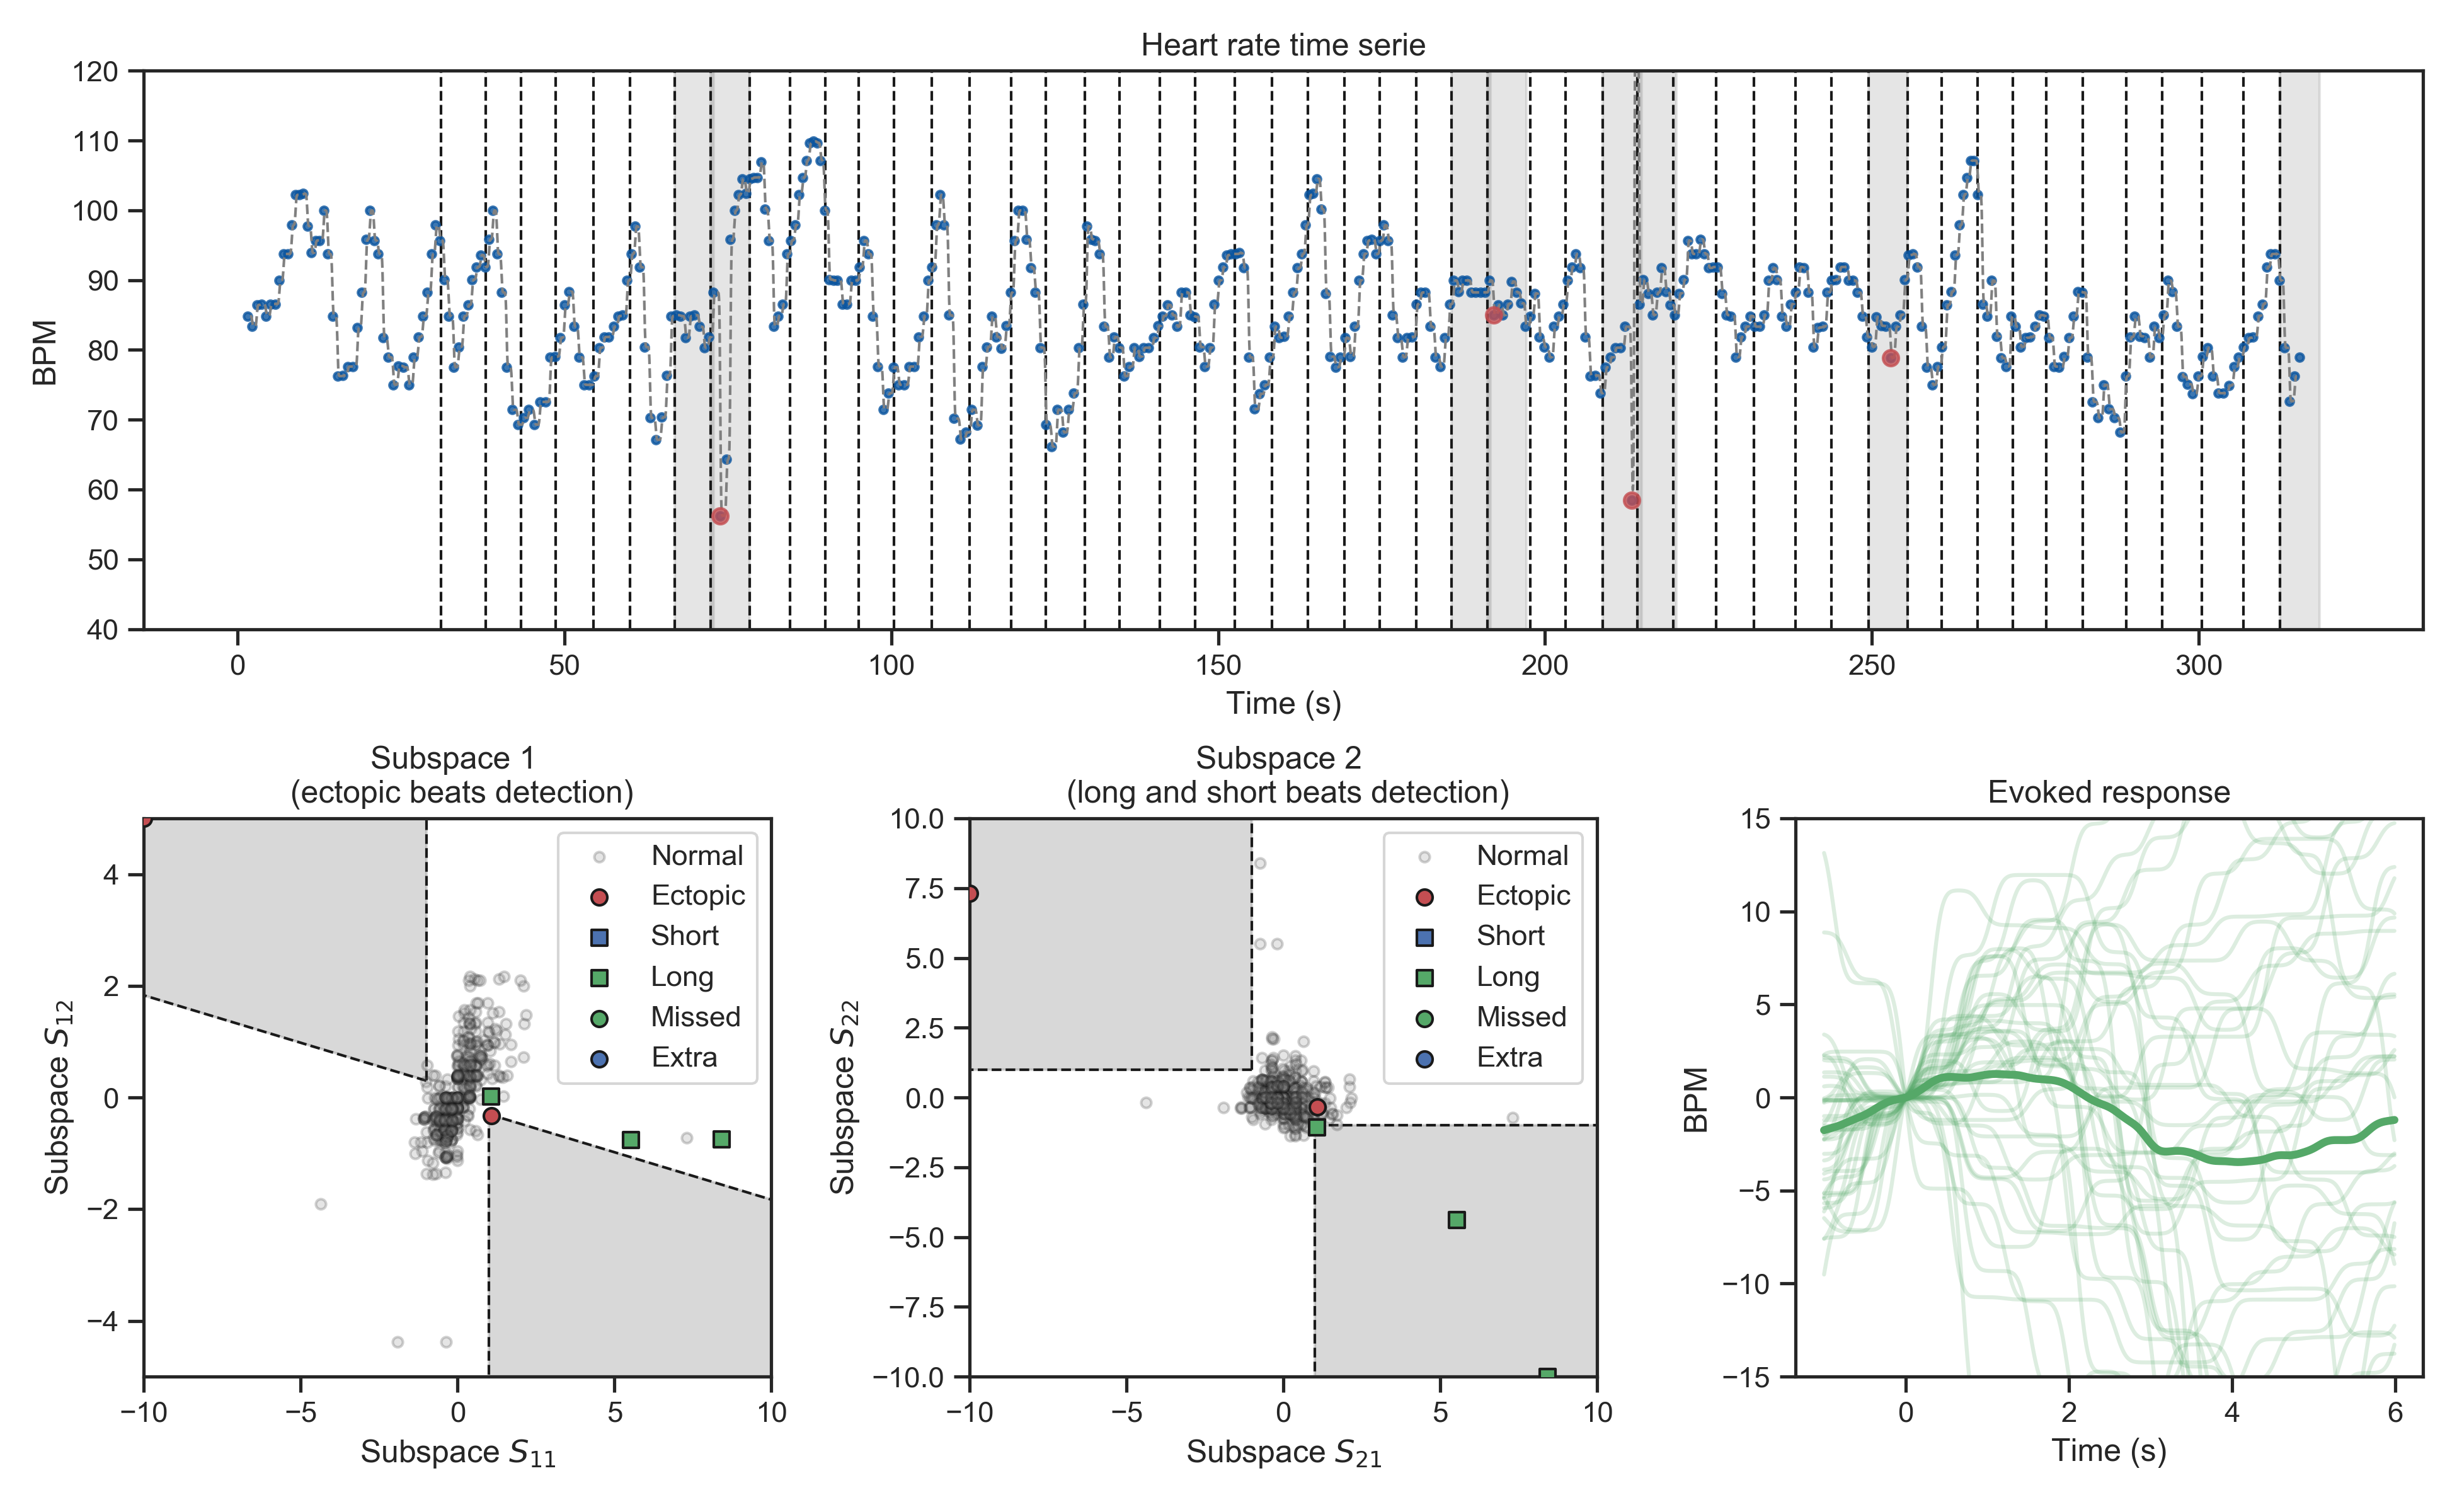 Heart rate time serie
120
110
100
90
80
70
60
50
40
BPM
0 50 100 150 200 250 300
Time (s)
Subspace 1
(ectopic beats detection)
4
2
0
−2
−4
Subspace S12
Normal
Ectopic
Short
Long
Missed
Extra
−10 −5 0 5 10
Subspace S11
Subspace 2
(long and short beats detection)
10.0
7.5
5.0
2.5
0.0
−2.5
−5.0
−7.5
−10.0
Subspace S22
Normal
Ectopic
Short
Long
Missed
Extra
−10 −5 0 5 10
Subspace S21
Evoked response
15
10
5
0
−5
−10
−15
BPM
0 2 4 6
Time (s)